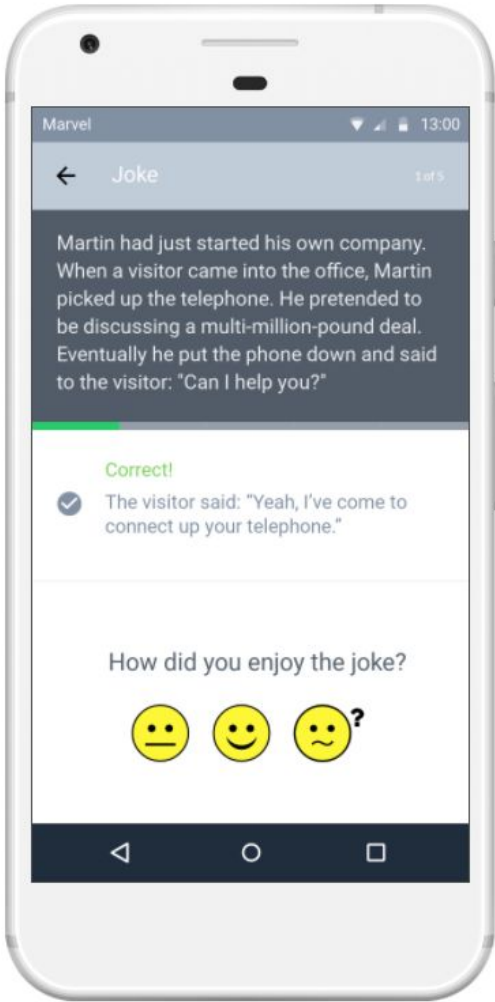 Marvel 13:00
Joke 1 of 5
Martin had just started his own company.
When a visitor came into the office, Martin
picked up the telephone. He pretended to
be discussing a multi-million-pound deal.
Eventually he put the phone down and said
to the visitor: "Can I help you?"
Correct!
The visitor said: “Yeah, I’ve come to
connect up your telephone.”
How did you enjoy the joke?
?